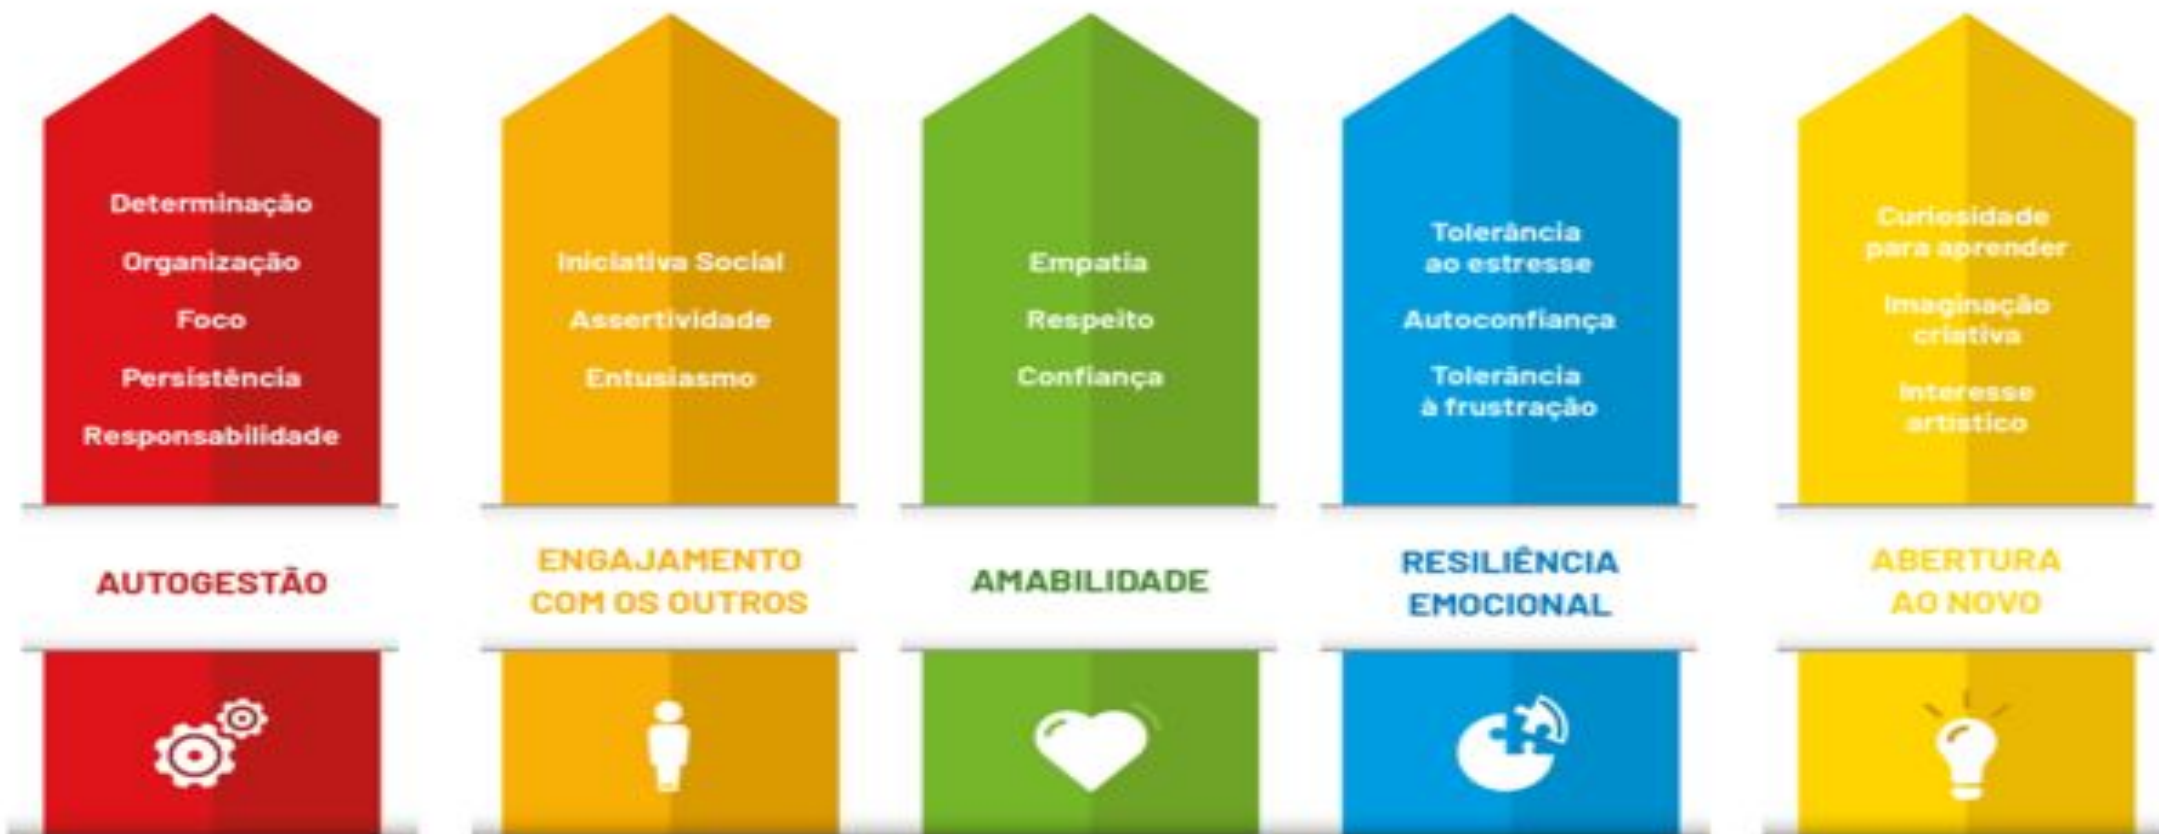 Determinação
Organização
Foco
Persistência
Responsabilidade
AUTOGESTÃO
Iniciativa Social
Assertividade
Entusiasmo
ENGAJAMENTO
COM OS OUTROS
Empatia
Respeito
Confiança
AMABILIDADE
Tolerância
ao estresse
Autoconfiança
Tolerância
à frustração
RESILIÊNCIA
EMOCIONAL
Curiosidade
para aprender
Imaginação
criativa
Interesse
artístico
ABERTURA
AO NOVO